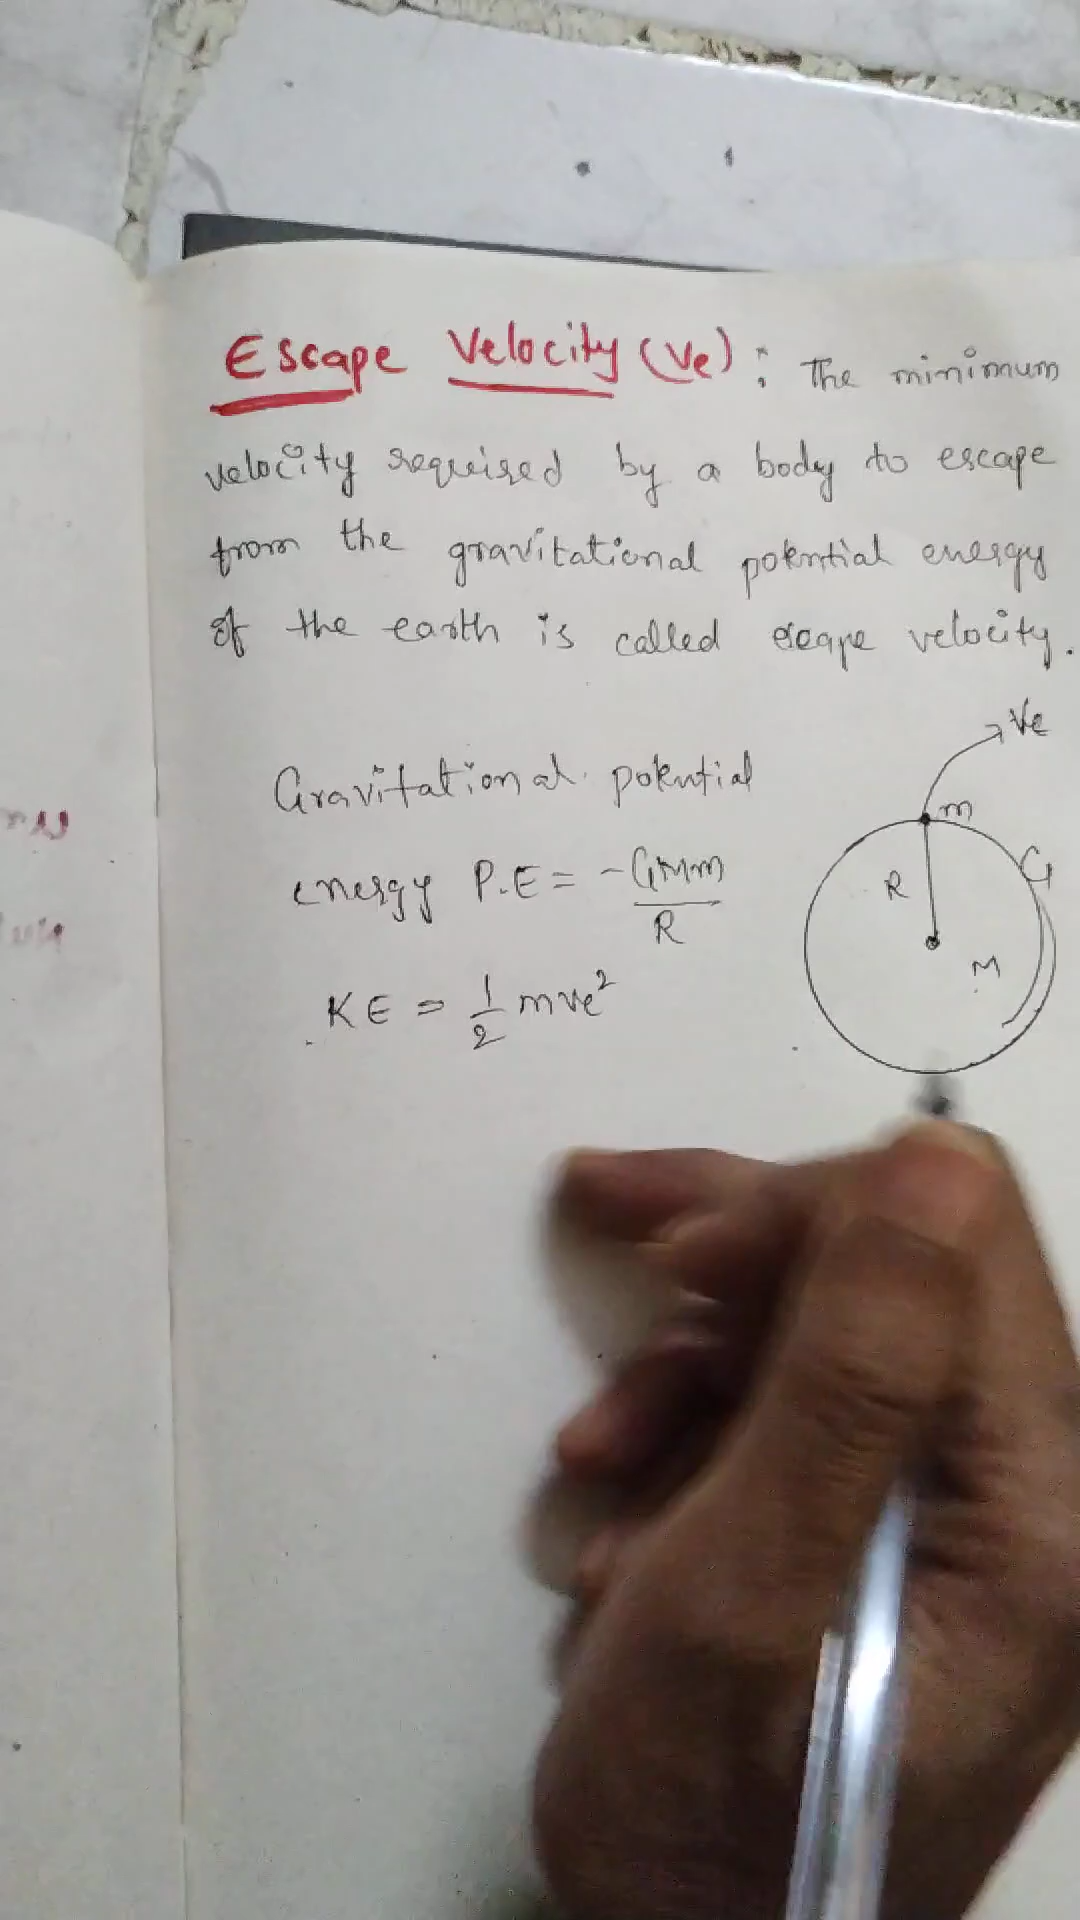 Escape Velocity (Ve) : The minimum
velocity required by a body to escape
from the gravitational potential energy
of the earth is called escape velocity.
Ve
Gravitational potential
m
energy P.E = -GMm/R
R
G
M
KE = 1/2 mve²